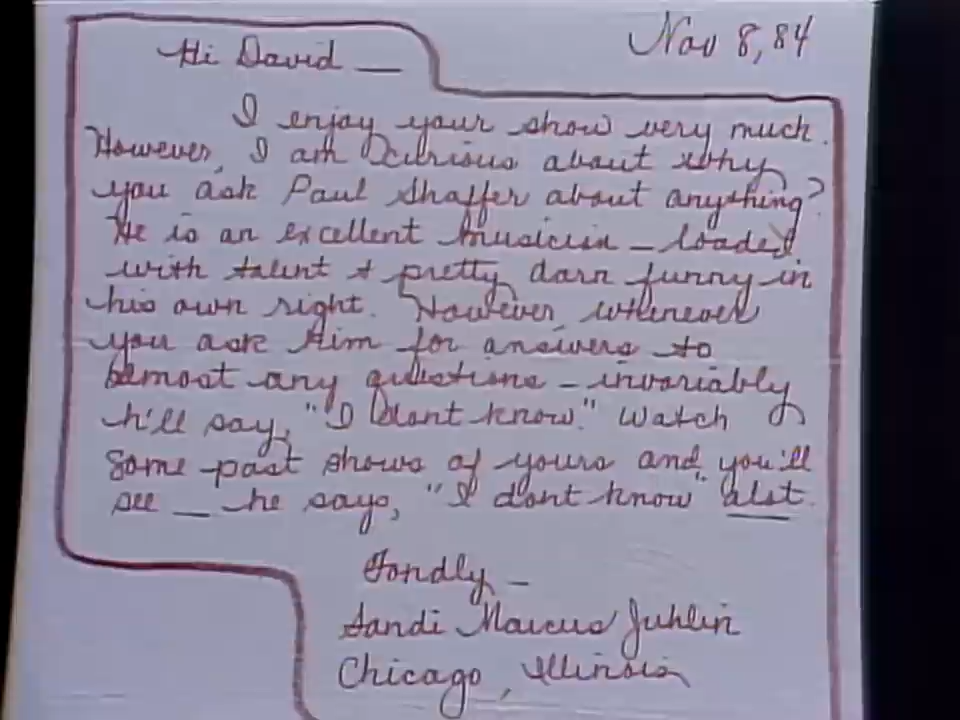 Nov 8, 84
Hi David —
I enjoy your show very much.
However, I am curious about why
you ask Paul Shaffer about anything?
He is an excellent musician — loaded
with talent & pretty darn funny in
his own right. However, whenever
you ask him for answers to
almost any questions — invariably
he'll say, "I dont know." Watch
some past shows of yours and you'll
see — he says, "I dont know" alot.
Fondly —
Sandi Marcus Juhlin
Chicago, Illinois